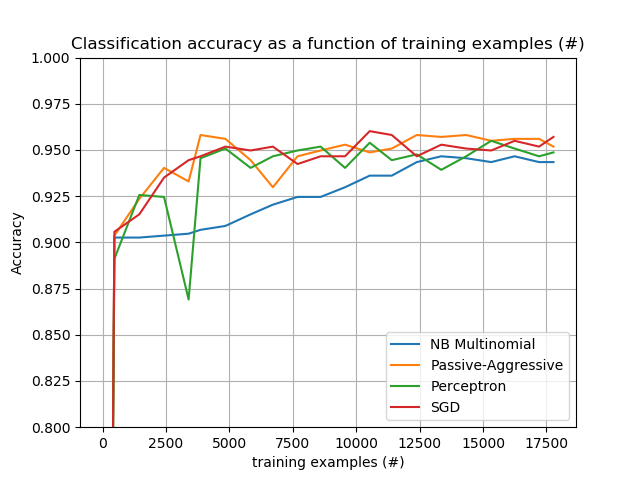 Classification accuracy as a function of training examples (#)
1.000
0.975
0.950
0.925
0.900
0.875
0.850
0.825
0.800
Accuracy
NB Multinomial
Passive-Aggressive
Perceptron
SGD
0 2500 5000 7500 10000 12500 15000 17500
training examples (#)